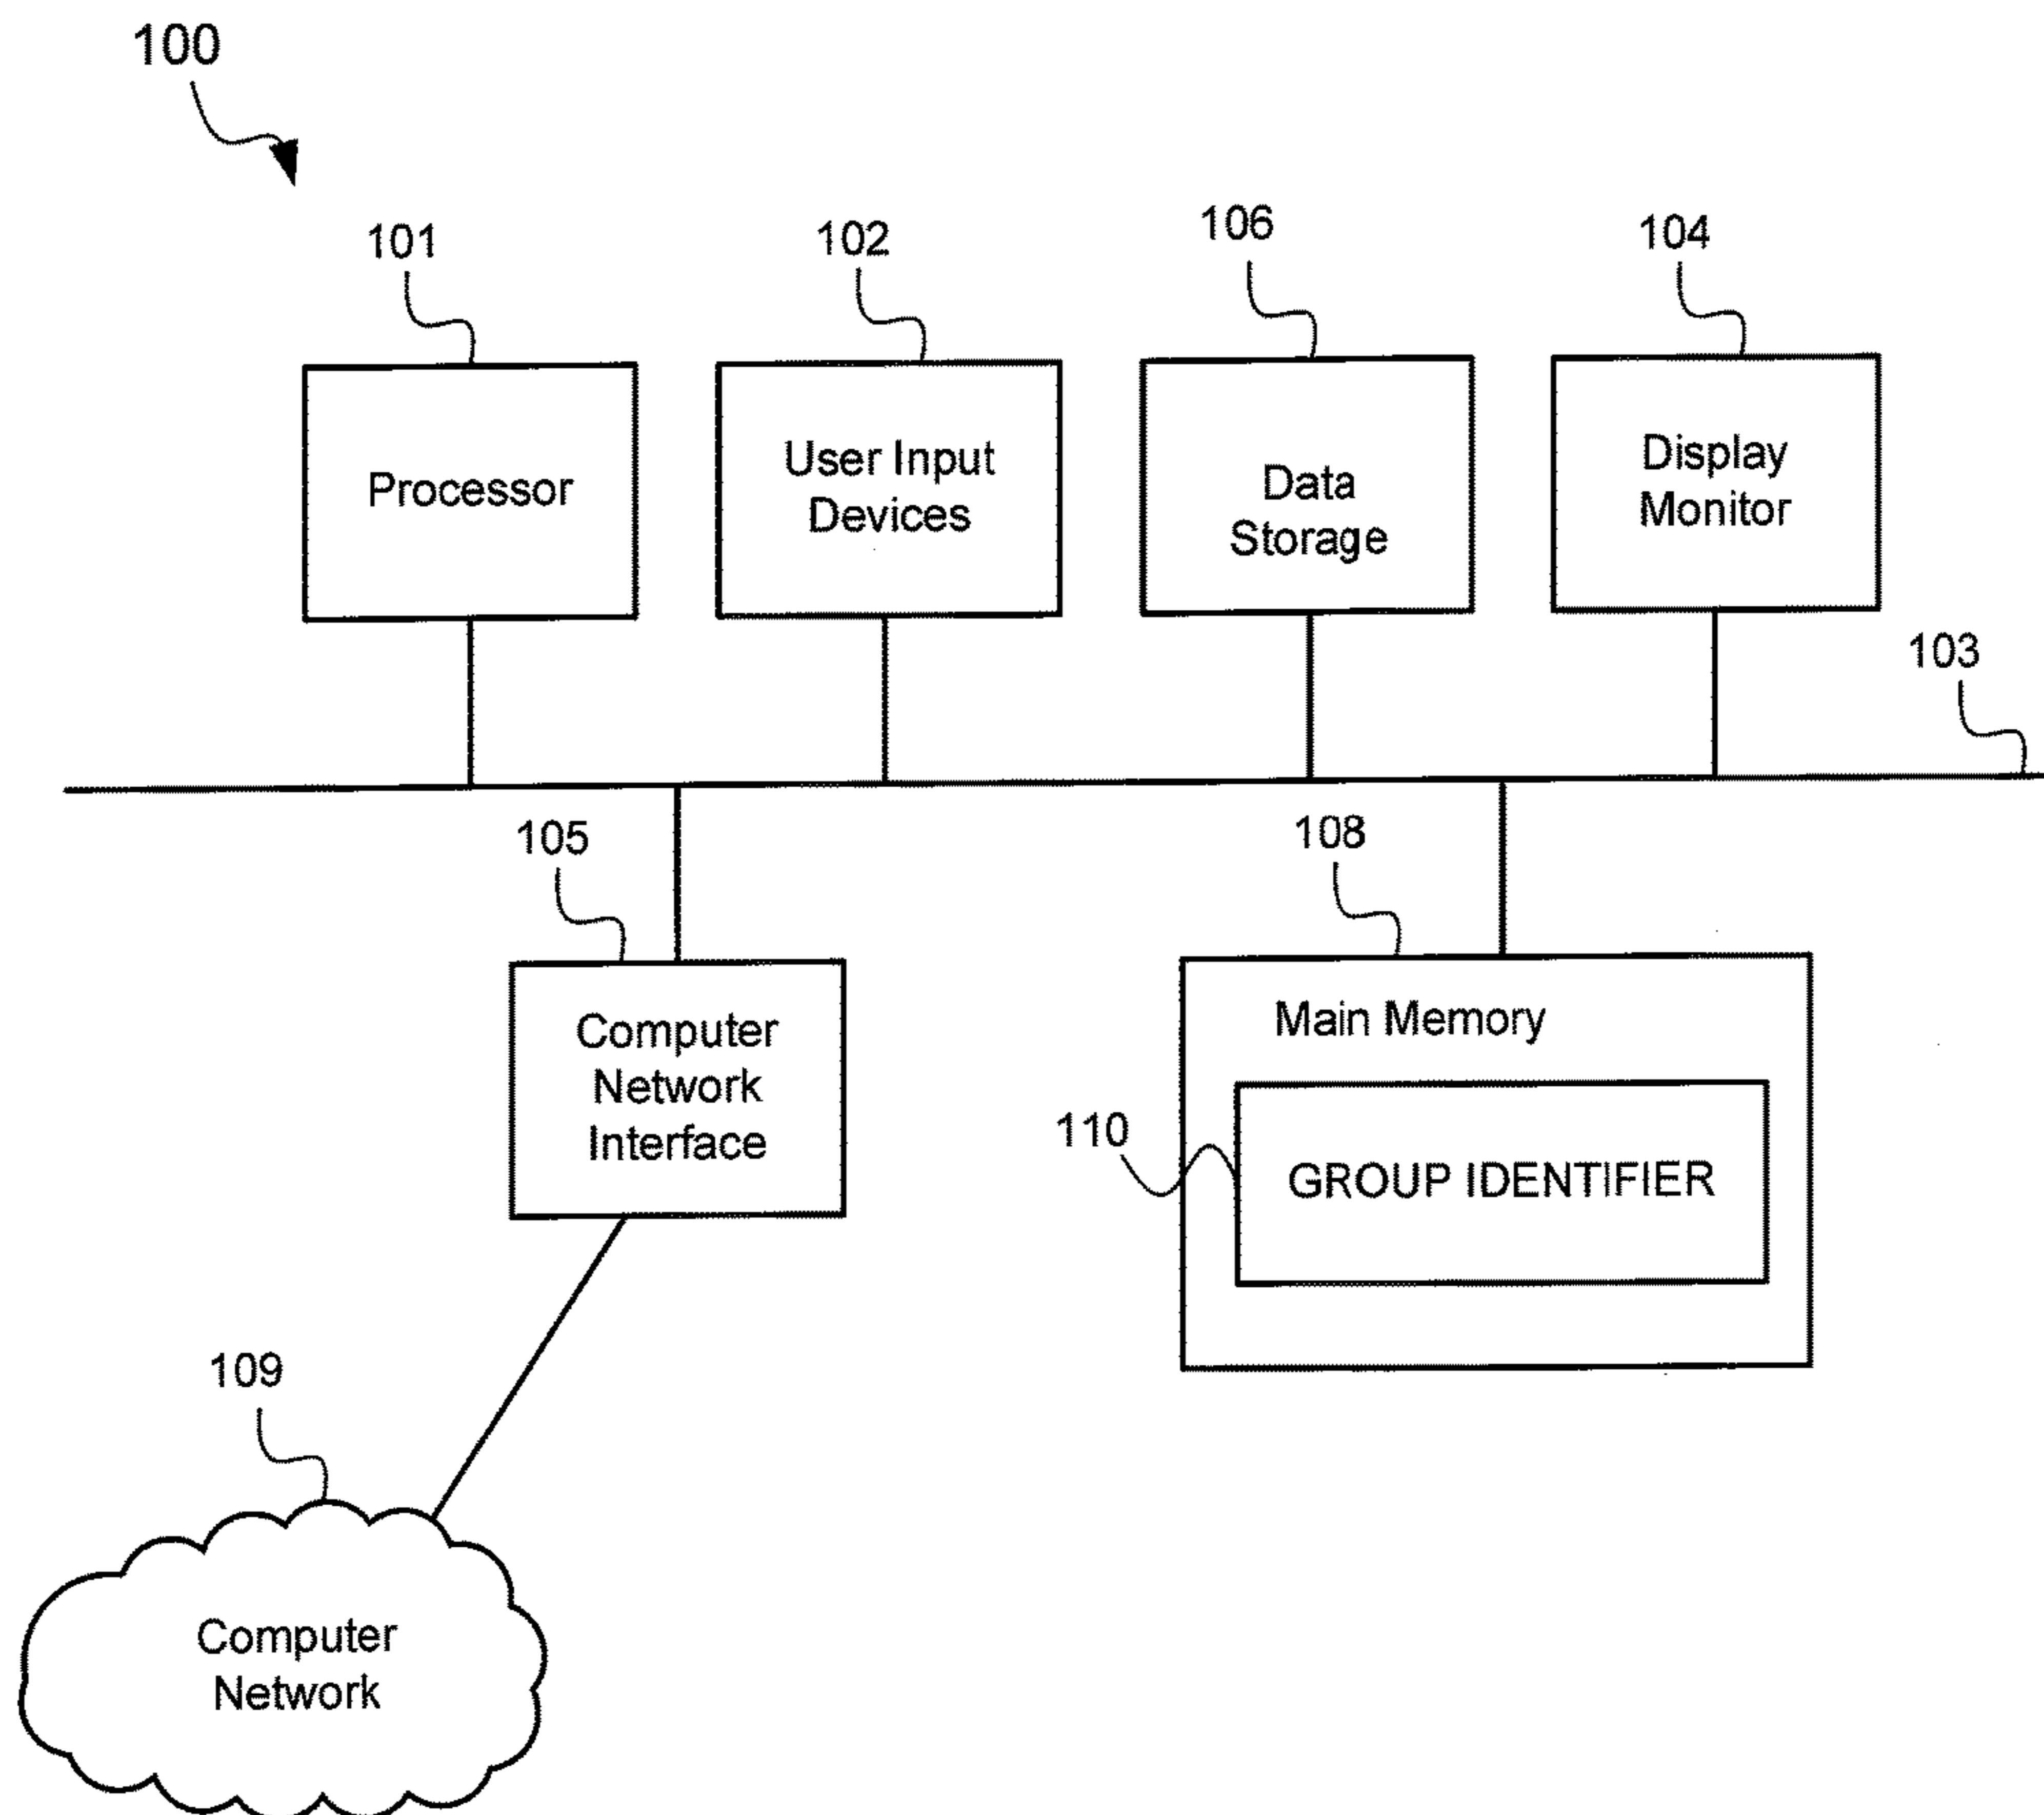 100
101
102
106
104
Processor
User Input
Devices
Data
Storage
Display
Monitor
103
105
108
Computer
Network
Interface
Main Memory
110
GROUP IDENTIFIER
109
Computer
Network